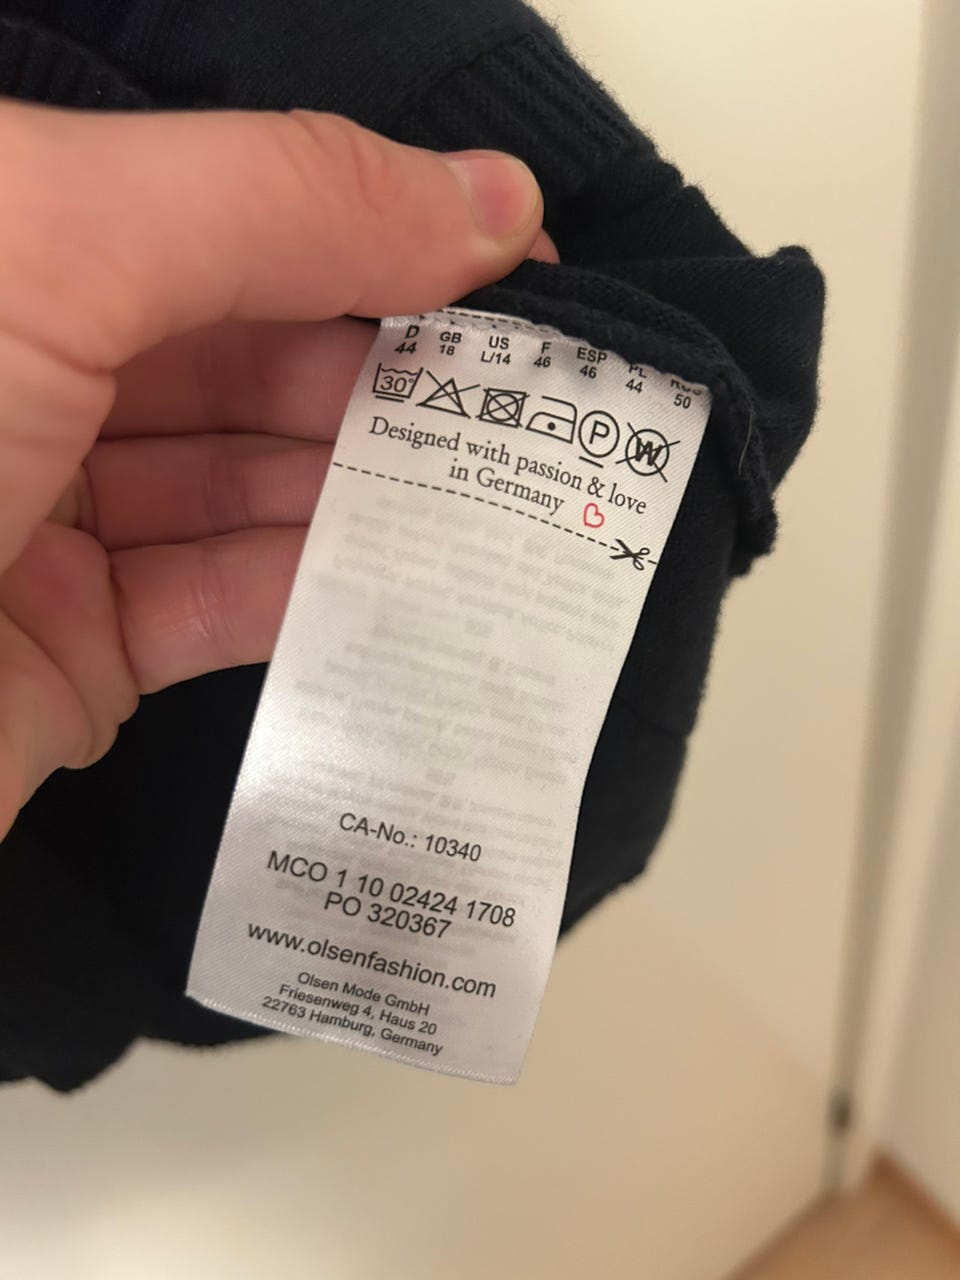 D GB US F ESP PL RUS
44 18 L/14 46 46 44 50
30° P W
Designed with passion & love
in Germany
CA-No.: 10340
MCO 1 10 02424 1708
PO 320367
www.olsenfashion.com
Olsen Mode GmbH
Friesenweg 4, Haus 20
22763 Hamburg, Germany